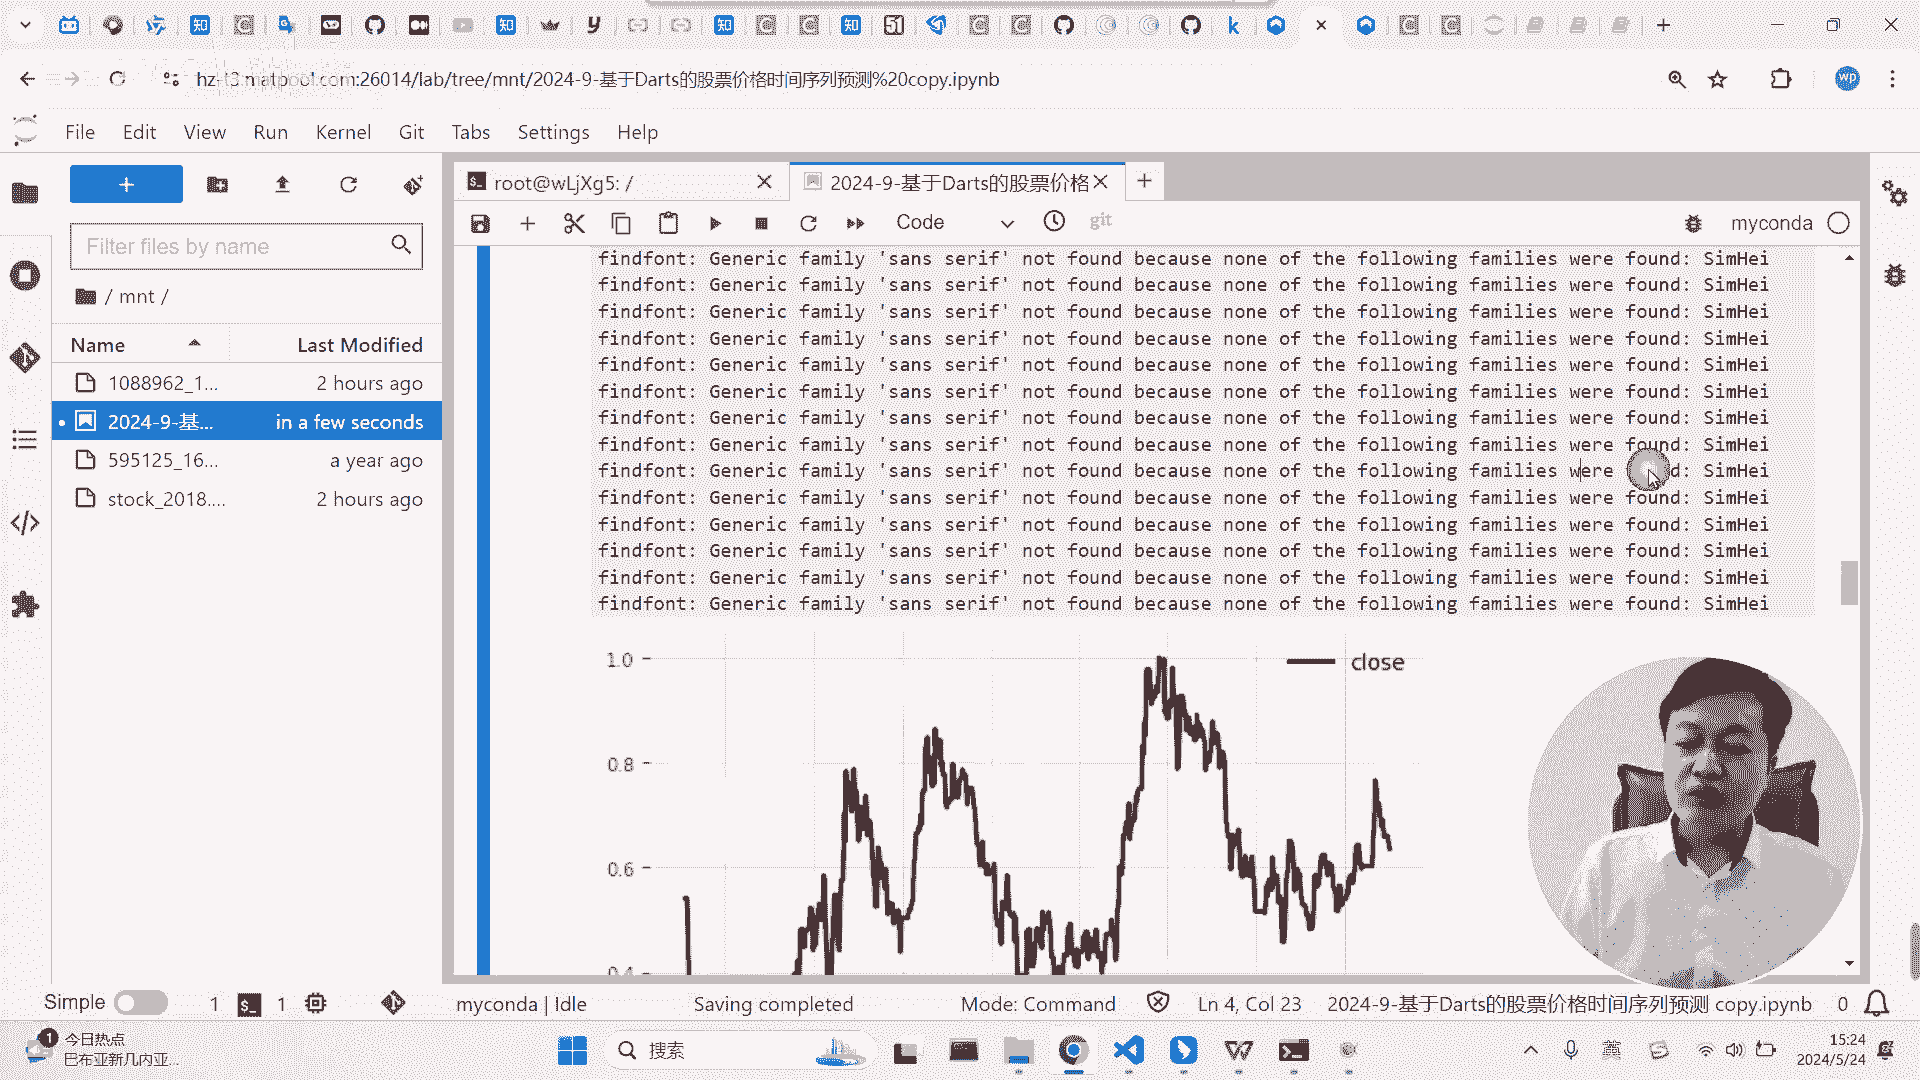 hz-t3.matpool.com:26014/lab/tree/mnt/2024-9-基于Darts的股票价格时间序列预测%20copy.ipynb
wp
File Edit View Run Kernel Git Tabs Settings Help
root@wLjXg5: /
2024-9-基于Darts的股票价格
Code
git
myconda
Filter files by name
/ mnt /
Name Last Modified
1088962_1... 2 hours ago
2024-9-基... in a few seconds
595125_16... a year ago
stock_2018.... 2 hours ago
findfont: Generic family 'sans serif' not found because none of the following families were found: SimHei
findfont: Generic family 'sans serif' not found because none of the following families were found: SimHei
findfont: Generic family 'sans serif' not found because none of the following families were found: SimHei
findfont: Generic family 'sans serif' not found because none of the following families were found: SimHei
findfont: Generic family 'sans serif' not found because none of the following families were found: SimHei
findfont: Generic family 'sans serif' not found because none of the following families were found: SimHei
findfont: Generic family 'sans serif' not found because none of the following families were found: SimHei
findfont: Generic family 'sans serif' not found because none of the following families were found: SimHei
findfont: Generic family 'sans serif' not found because none of the following families were found: SimHei
findfont: Generic family 'sans serif' not found because none of the following families were found: SimHei
findfont: Generic family 'sans serif' not found because none of the following families were found: SimHei
findfont: Generic family 'sans serif' not found because none of the following families were found: SimHei
findfont: Generic family 'sans serif' not found because none of the following families were found: SimHei
findfont: Generic family 'sans serif' not found because none of the following families were found: SimHei
1.0
close
0.8
0.6
0.4
Simple 1 1 myconda | Idle Saving completed Mode: Command Ln 4, Col 23 2024-9-基于Darts的股票价格时间序列预测 copy.ipynb 0
1
今日热点
巴布亚新几内亚...
搜索
英
15:24
2024/5/24